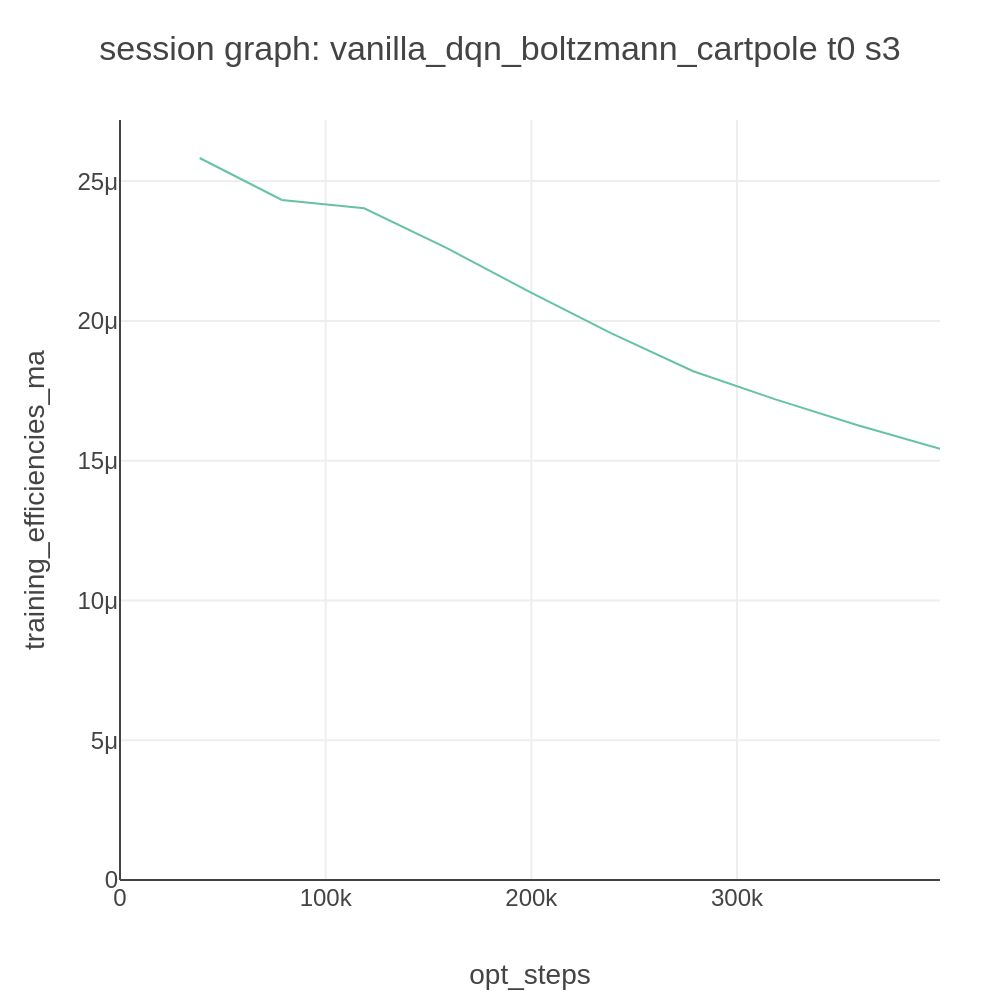 session graph: vanilla_dqn_boltzmann_cartpole t0 s3
training_efficiencies_ma
25μ
20μ
15μ
10μ
5μ
0
0
100k
200k
300k
opt_steps